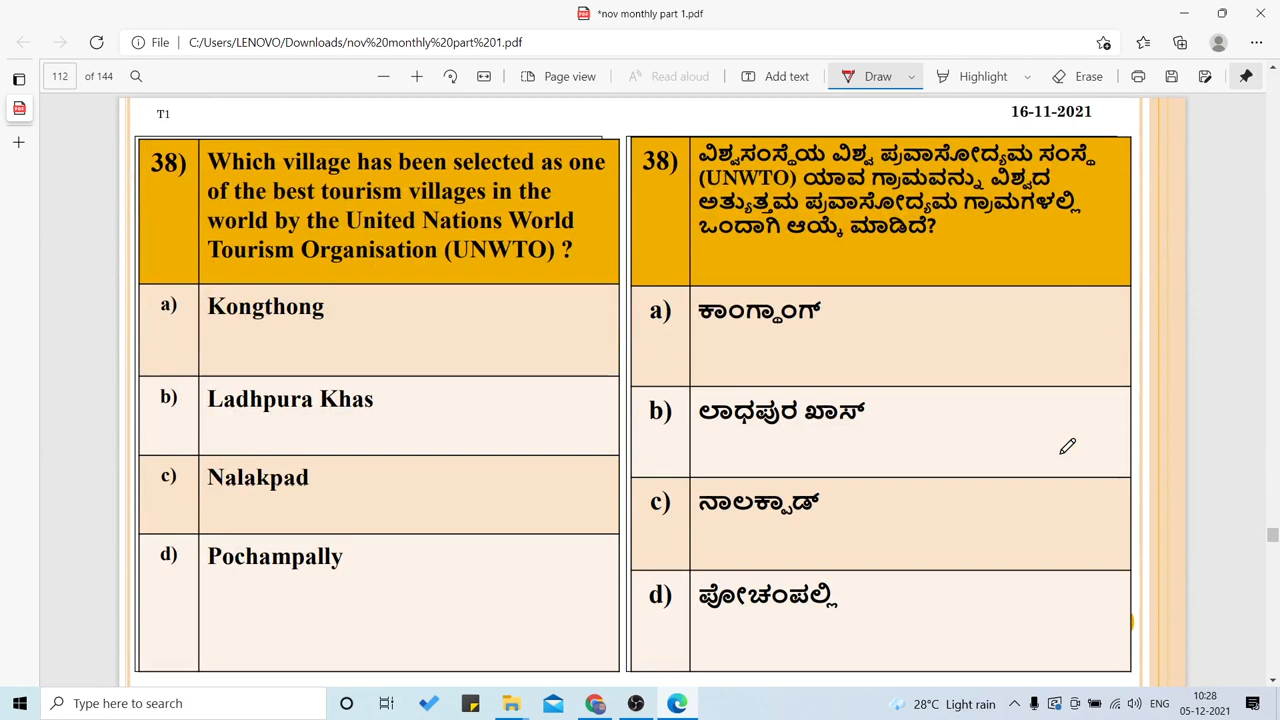 *nov monthly part 1.pdf
File C:/Users/LENOVO/Downloads/nov%20monthly%20part%201.pdf
112 of 144 Page view Read aloud Add text Draw Highlight Erase
T1 16-11-2021
38) Which village has been selected as one
of the best tourism villages in the
world by the United Nations World
Tourism Organisation (UNWTO) ?
a) Kongthong
b) Ladhpura Khas
c) Nalakpad
d) Pochampally
38) ವಿಶ್ವಸಂಸ್ಥೆಯ ವಿಶ್ವ ಪ್ರವಾಸೋದ್ಯಮ ಸಂಸ್ಥೆ
(UNWTO) ಯಾವ ಗ್ರಾಮವನ್ನು ವಿಶ್ವದ
ಅತ್ಯುತ್ತಮ ಪ್ರವಾಸೋದ್ಯಮ ಗ್ರಾಮಗಳಲ್ಲಿ
ಒಂದಾಗಿ ಆಯ್ಕೆ ಮಾಡಿದೆ?
a) ಕಾಂಗ್ಥಾಂಗ್
b) ಲಾಧಪುರ ಖಾಸ್
c) ನಾಲಕ್ಪಾಡ್
d) ಪೋಚಂಪಲ್ಲಿ
Type here to search 28°C Light rain ENG 10:28
05-12-2021